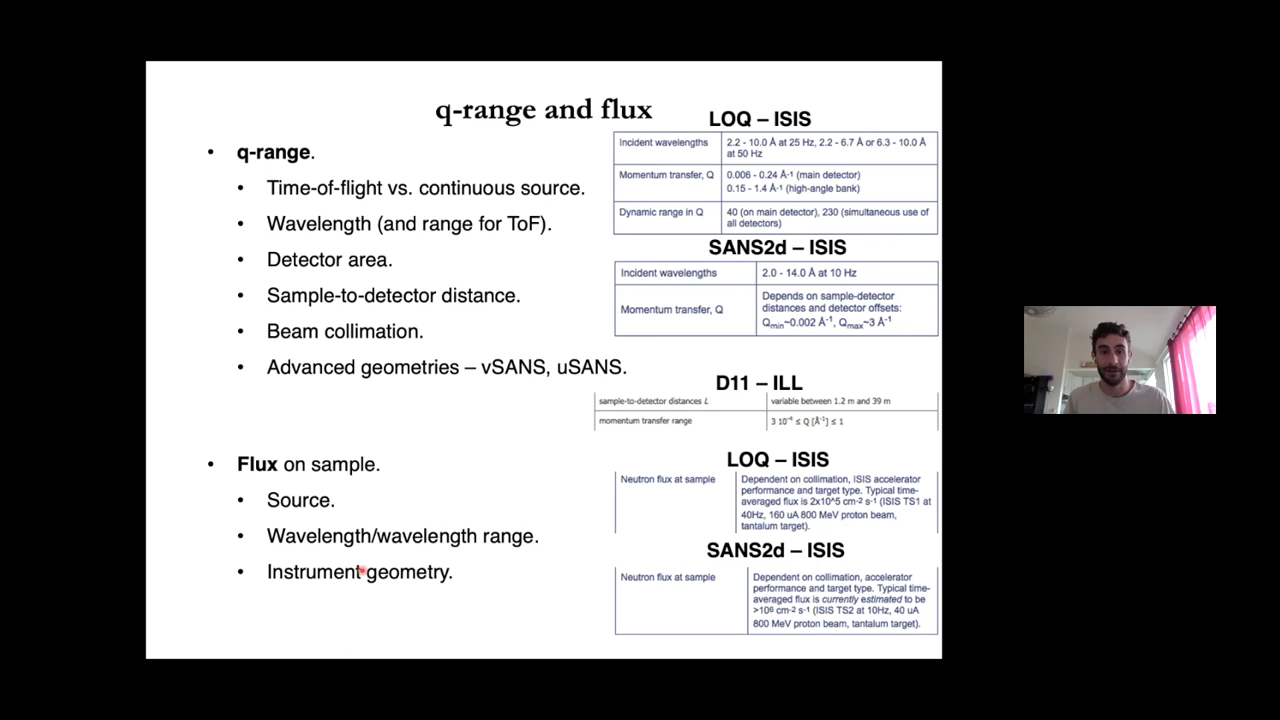 q-range and flux
• q-range.
• Time-of-flight vs. continuous source.
• Wavelength (and range for ToF).
• Detector area.
• Sample-to-detector distance.
• Beam collimation.
• Advanced geometries – vSANS, uSANS.
• Flux on sample.
• Source.
• Wavelength/wavelength range.
• Instrument geometry.
LOQ – ISIS
Incident wavelengths
2.2 - 10.0 Å at 25 Hz, 2.2 - 6.7 Å or 6.3 - 10.0 Å
at 50 Hz
Momentum transfer, Q
0.006 - 0.24 Å⁻¹ (main detector)
0.15 - 1.4 Å⁻¹ (high-angle bank)
Dynamic range in Q
40 (on main detector), 230 (simultaneous use of
all detectors)
SANS2d – ISIS
Incident wavelengths
2.0 - 14.0 Å at 10 Hz
Momentum transfer, Q
Depends on sample-detector
distances and detector offsets:
Qmin~0.002 Å⁻¹, Qmax~3 Å⁻¹
D11 – ILL
sample-to-detector distances L
variable between 1.2 m and 39 m
momentum transfer range
3 10⁻⁴ ≤ Q [Å⁻¹] ≤ 1
LOQ – ISIS
Neutron flux at sample
Dependent on collimation, ISIS accelerator
performance and target type. Typical time-
averaged flux is 2x10^5 cm⁻² s⁻¹ (ISIS TS1 at
40Hz, 160 uA 800 MeV proton beam,
tantalum target).
SANS2d – ISIS
Neutron flux at sample
Dependent on collimation, accelerator
performance and target type. Typical time-
averaged flux is currently estimated to be
>10⁶ cm⁻² s⁻¹ (ISIS TS2 at 10Hz, 40 uA
800 MeV proton beam, tantalum target).